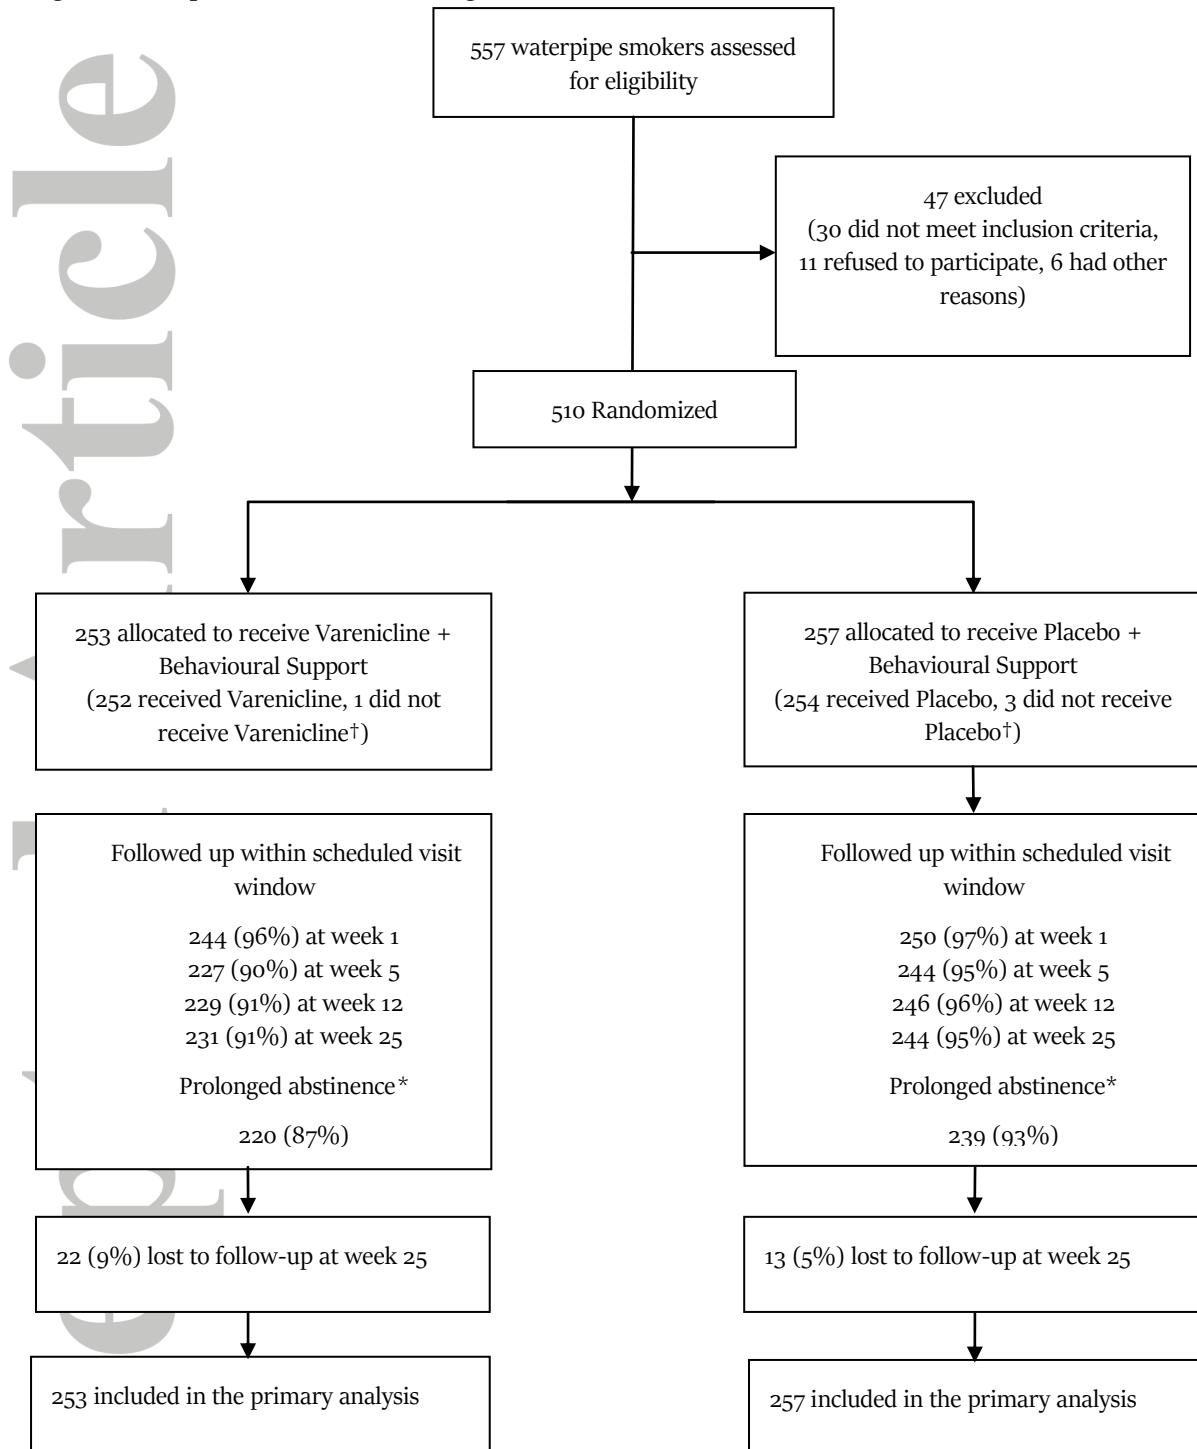 557 waterpipe smokers assessed
for eligibility
47 excluded
(30 did not meet inclusion criteria,
11 refused to participate, 6 had other
reasons)
510 Randomized
253 allocated to receive Varenicline +
Behavioural Support
(252 received Varenicline, 1 did not
receive Varenicline†)
257 allocated to receive Placebo +
Behavioural Support
(254 received Placebo, 3 did not receive
Placebo†)
Followed up within scheduled visit
window
244 (96%) at week 1
227 (90%) at week 5
229 (91%) at week 12
231 (91%) at week 25
Prolonged abstinence*
220 (87%)
Followed up within scheduled visit
window
250 (97%) at week 1
244 (95%) at week 5
246 (96%) at week 12
244 (95%) at week 25
Prolonged abstinence*
239 (93%)
22 (9%) lost to follow-up at week 25
13 (5%) lost to follow-up at week 25
253 included in the primary analysis
257 included in the primary analysis
rticle